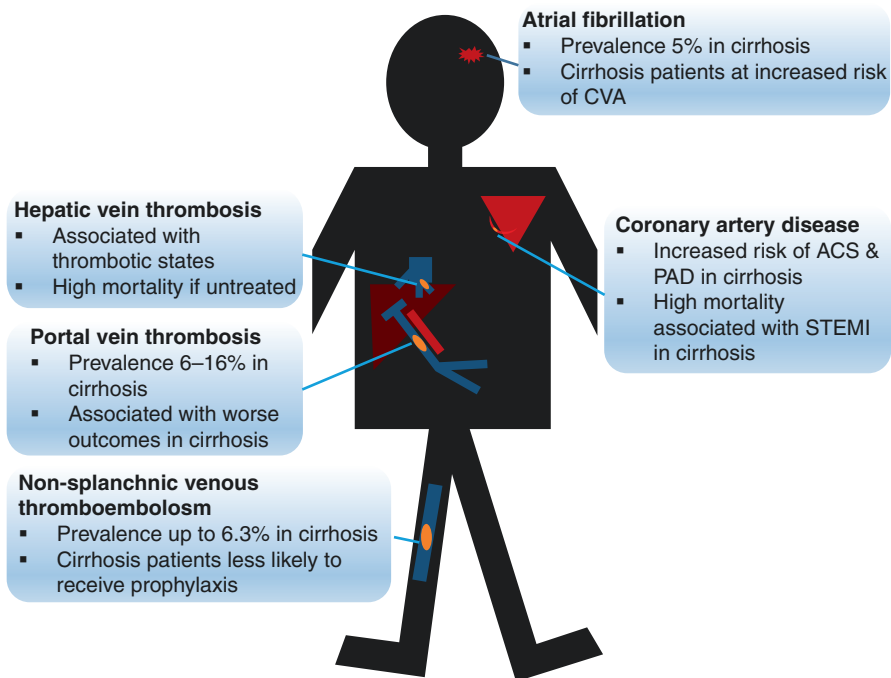 Atrial fibrillation
▪ Prevalence 5% in cirrhosis
▪ Cirrhosis patients at increased risk
of CVA
Hepatic vein thrombosis
▪ Associated with
thrombotic states
▪ High mortality if untreated
Coronary artery disease
▪ Increased risk of ACS &
PAD in cirrhosis
▪ High mortality
associated with STEMI
in cirrhosis
Portal vein thrombosis
▪ Prevalence 6–16% in
cirrhosis
▪ Associated with worse
outcomes in cirrhosis
Non-splanchnic venous
thromboembolosm
▪ Prevalence up to 6.3% in cirrhosis
▪ Cirrhosis patients less likely to
receive prophylaxis